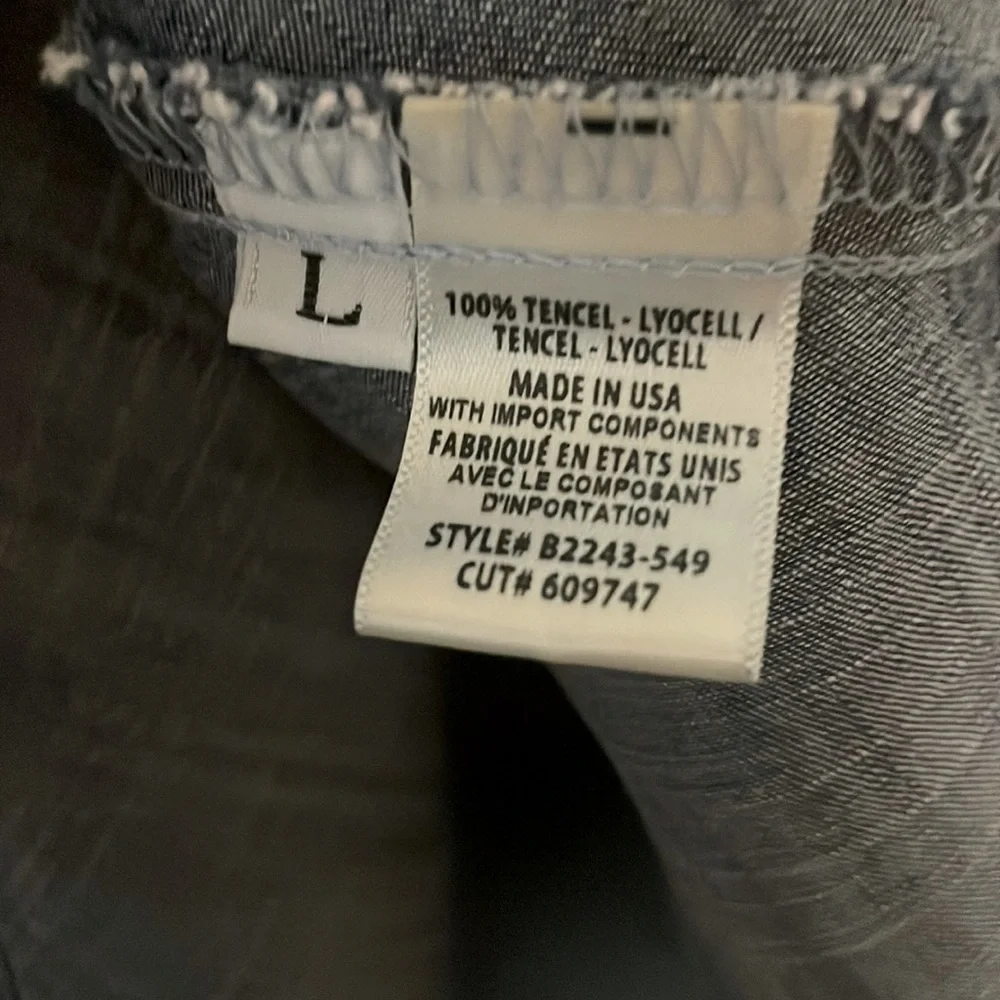 L
100% TENCEL - LYOCELL /
TENCEL - LYOCELL
MADE IN USA
WITH IMPORT COMPONENTS
FABRIQUÉ EN ETATS UNIS
AVEC LE COMPOSANT
D'INPORTATION
STYLE# B2243-549
CUT# 609747